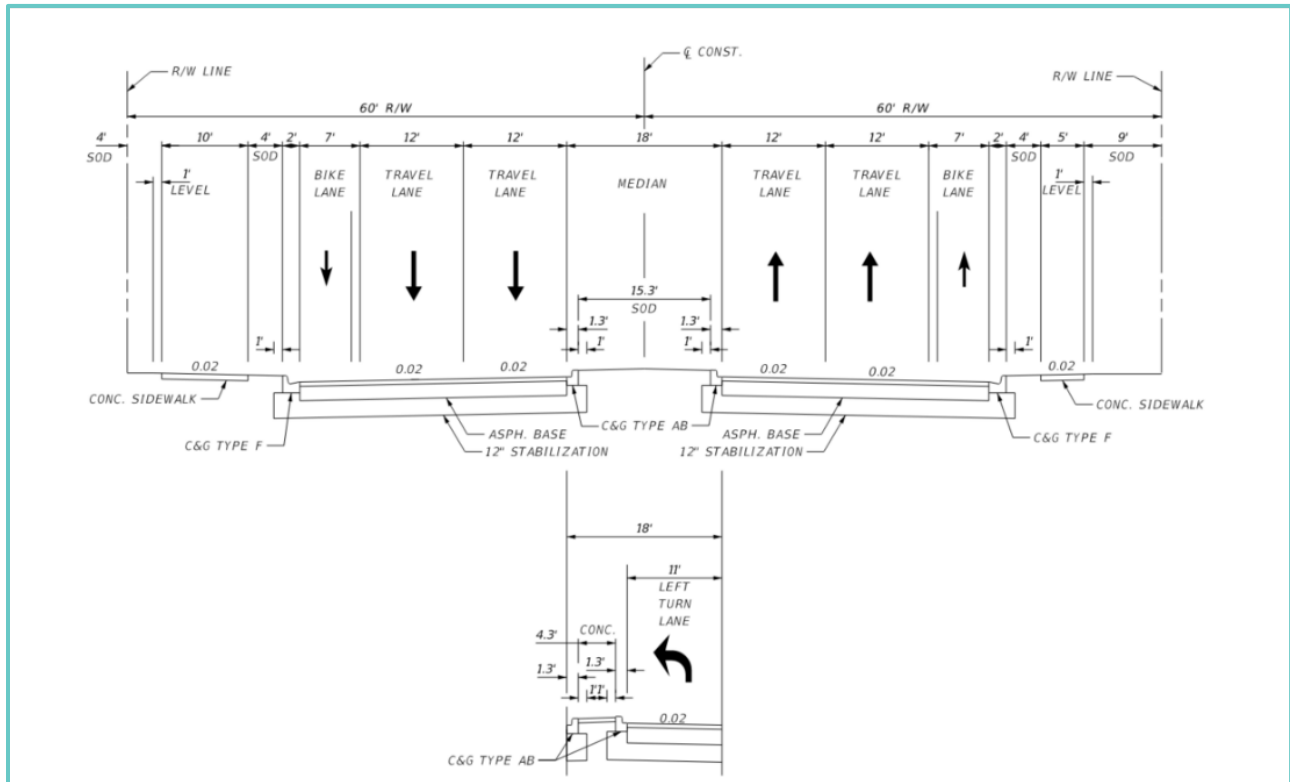 ℄ CONST.
R/W LINE
R/W LINE
60' R/W
60' R/W
4'
10'
4'
2'
7'
12'
12'
18'
12'
12'
7'
2'
4'
5'
9'
SOD
SOD
SOD
SOD
1'
LEVEL
BIKE
LANE
TRAVEL
LANE
TRAVEL
LANE
MEDIAN
TRAVEL
LANE
TRAVEL
LANE
BIKE
LANE
1'
LEVEL
15.3'
SOD
1.3'
1.3'
1'
1'
1'
1'
0.02
0.02
0.02
0.02
0.02
0.02
CONC. SIDEWALK
CONC. SIDEWALK
C&G TYPE F
ASPH. BASE
12" STABILIZATION
C&G TYPE AB
ASPH. BASE
12" STABILIZATION
C&G TYPE F
18'
11'
LEFT
TURN
LANE
4.3'
CONC.
1.3'
1.3'
1'
1'
0.02
C&G TYPE AB